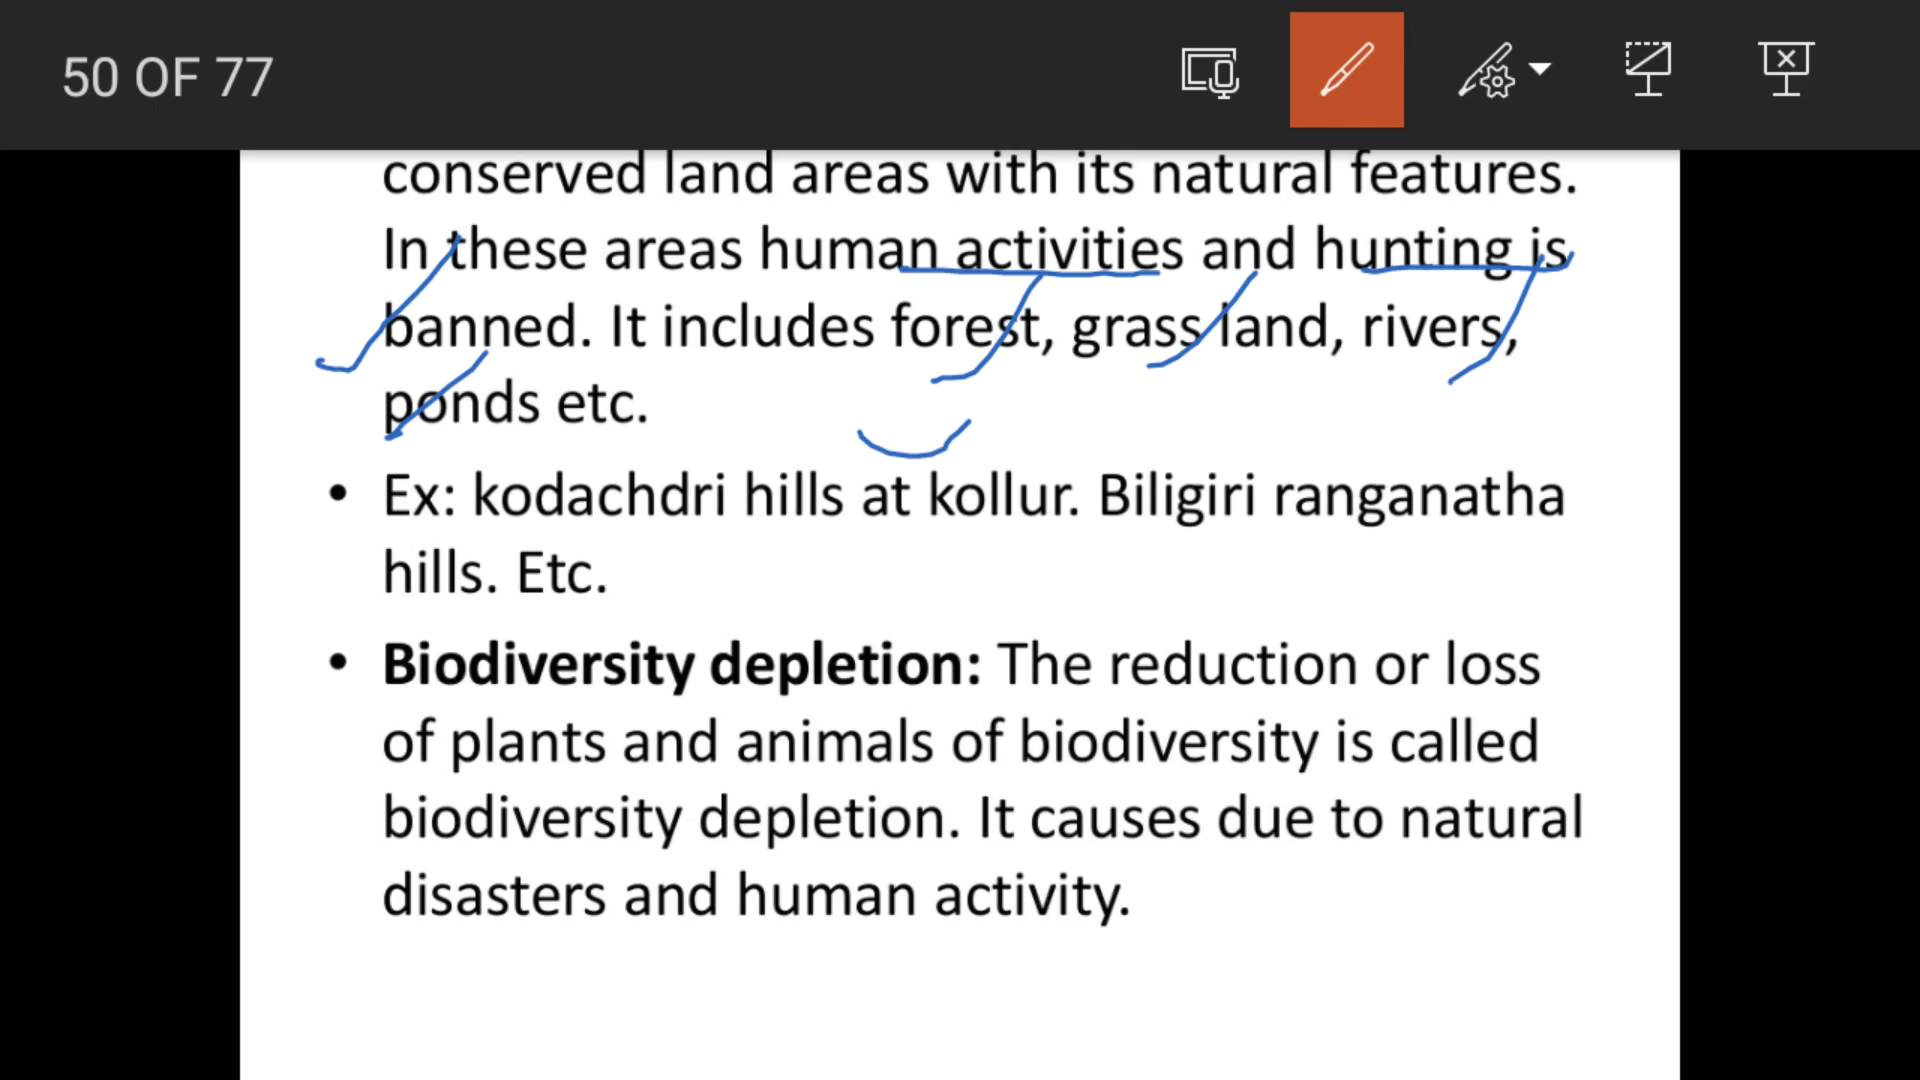 50 OF 77
conserved land areas with its natural features.
In these areas human activities and hunting is
banned. It includes forest, grass land, rivers,
ponds etc.
• Ex: kodachdri hills at kollur. Biligiri ranganatha
hills. Etc.
• Biodiversity depletion: The reduction or loss
of plants and animals of biodiversity is called
biodiversity depletion. It causes due to natural
disasters and human activity.